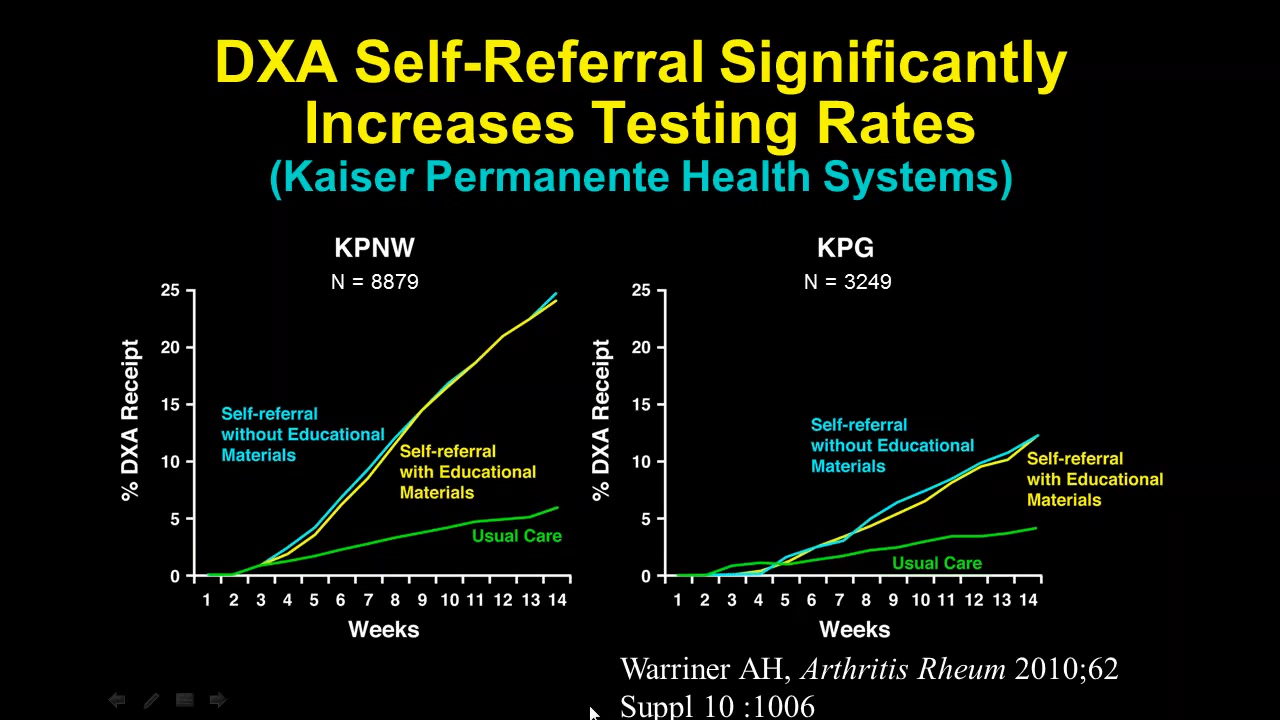 DXA Self-Referral Significantly
Increases Testing Rates
(Kaiser Permanente Health Systems)
KPNW
N = 8879
% DXA Receipt
25
20
15
10
5
0
Self-referral
without Educational
Materials
Self-referral
with Educational
Materials
Usual Care
1 2 3 4 5 6 7 8 9 10 11 12 13 14
Weeks
KPG
N = 3249
% DXA Receipt
25
20
15
10
5
0
Self-referral
without Educational
Materials
Self-referral
with Educational
Materials
Usual Care
1 2 3 4 5 6 7 8 9 10 11 12 13 14
Weeks
Warriner AH, Arthritis Rheum 2010;62
Suppl 10 :1006